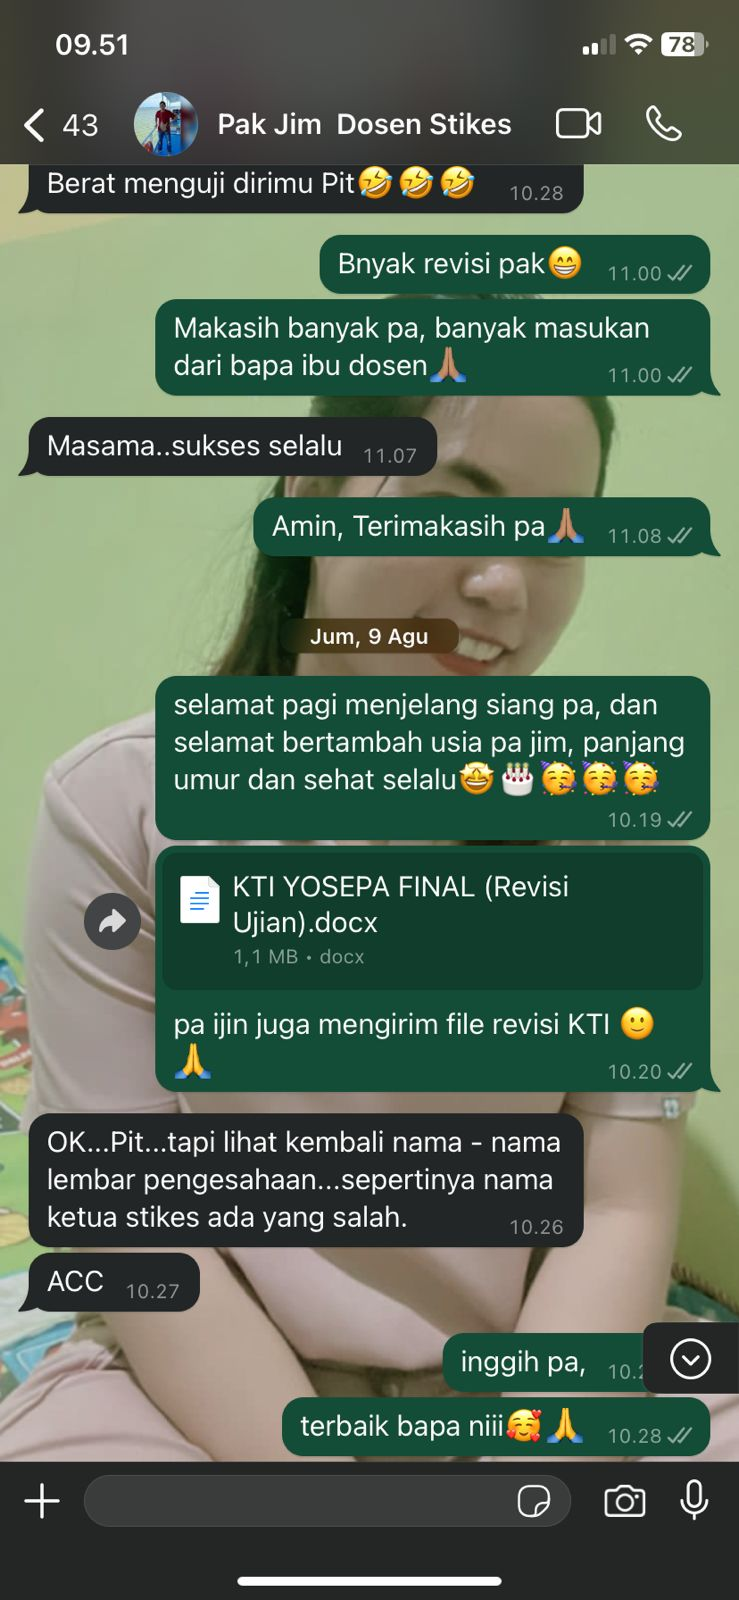 09.51
78
43
Pak Jim Dosen Stikes
Berat menguji dirimu Pit🤣🤣🤣 10.28
Bnyak revisi pak😁 11.00
Makasih banyak pa, banyak masukan
dari bapa ibu dosen🙏🏽 11.00
Masama..sukses selalu 11.07
Amin, Terimakasih pa🙏🏽 11.08
Jum, 9 Agu
selamat pagi menjelang siang pa, dan
selamat bertambah usia pa jim, panjang
umur dan sehat selalu🤩🎂🥳🥳🥳
10.19
KTI YOSEPA FINAL (Revisi
Ujian).docx
1,1 MB • docx
pa ijin juga mengirim file revisi KTI 🙂
🙏 10.20
OK...Pit...tapi lihat kembali nama - nama
lembar pengesahaan...sepertinya nama
ketua stikes ada yang salah. 10.26
ACC 10.27
inggih pa,
terbaik bapa niii🥰🙏 10.28